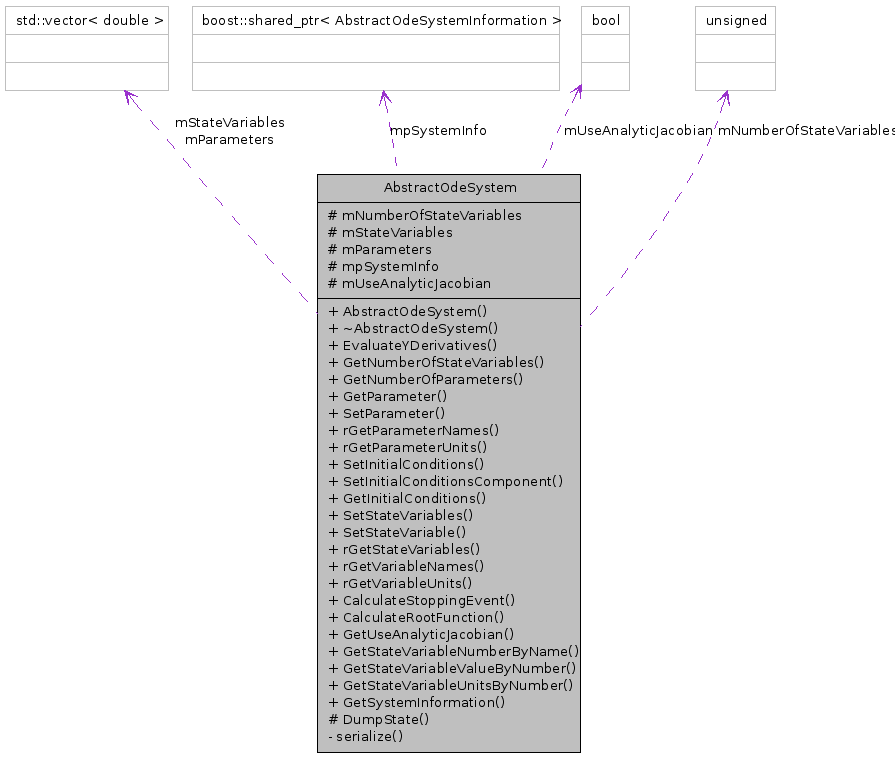 std::vector< double >
boost::shared_ptr< AbstractOdeSystemInformation >
bool
unsigned
mStateVariables
mParameters
mpSystemInfo
mUseAnalyticJacobian
mNumberOfStateVariables
AbstractOdeSystem
# mNumberOfStateVariables
# mStateVariables
# mParameters
# mpSystemInfo
# mUseAnalyticJacobian
+ AbstractOdeSystem()
+ ~AbstractOdeSystem()
+ EvaluateYDerivatives()
+ GetNumberOfStateVariables()
+ GetNumberOfParameters()
+ GetParameter()
+ SetParameter()
+ rGetParameterNames()
+ rGetParameterUnits()
+ SetInitialConditions()
+ SetInitialConditionsComponent()
+ GetInitialConditions()
+ SetStateVariables()
+ SetStateVariable()
+ rGetStateVariables()
+ rGetVariableNames()
+ rGetVariableUnits()
+ CalculateStoppingEvent()
+ CalculateRootFunction()
+ GetUseAnalyticJacobian()
+ GetStateVariableNumberByName()
+ GetStateVariableValueByNumber()
+ GetStateVariableUnitsByNumber()
+ GetSystemInformation()
# DumpState()
- serialize()